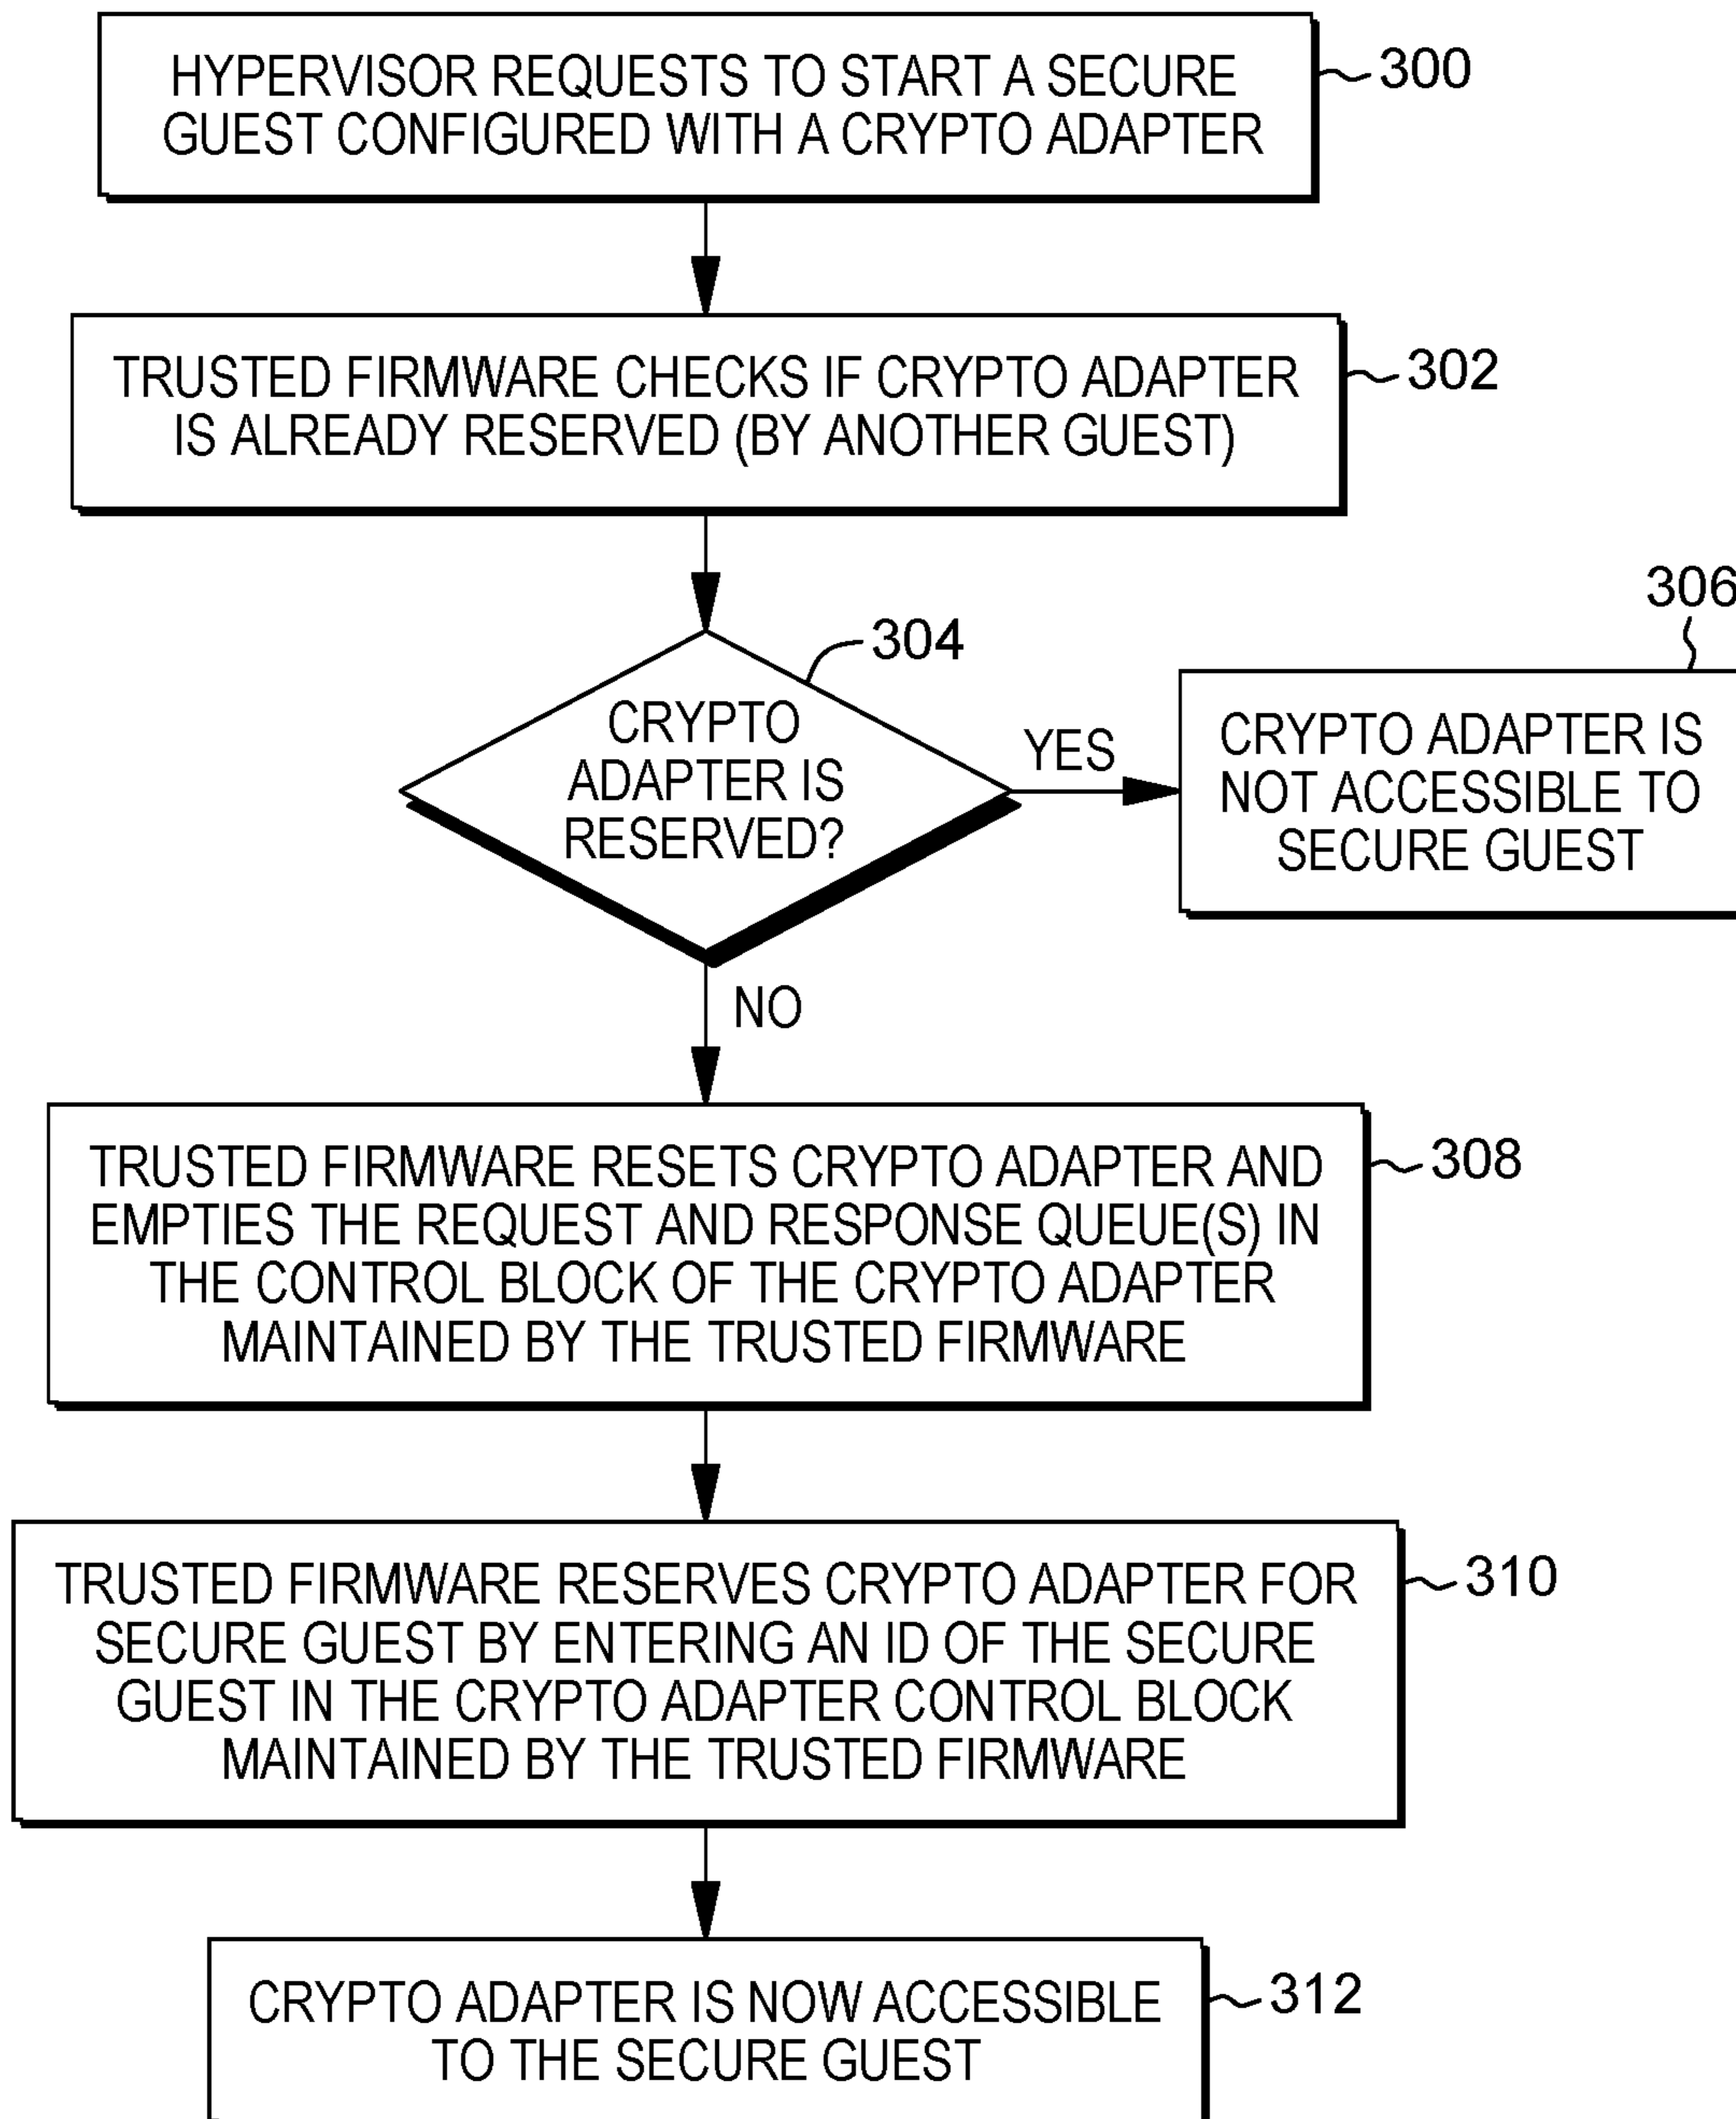 HYPERVISOR REQUESTS TO START A SECURE
GUEST CONFIGURED WITH A CRYPTO ADAPTER
300
TRUSTED FIRMWARE CHECKS IF CRYPTO ADAPTER
IS ALREADY RESERVED (BY ANOTHER GUEST)
302
304
CRYPTO
ADAPTER IS
RESERVED?
YES
306
CRYPTO ADAPTER IS
NOT ACCESSIBLE TO
SECURE GUEST
NO
TRUSTED FIRMWARE RESETS CRYPTO ADAPTER AND
EMPTIES THE REQUEST AND RESPONSE QUEUE(S) IN
THE CONTROL BLOCK OF THE CRYPTO ADAPTER
MAINTAINED BY THE TRUSTED FIRMWARE
308
TRUSTED FIRMWARE RESERVES CRYPTO ADAPTER FOR
SECURE GUEST BY ENTERING AN ID OF THE SECURE
GUEST IN THE CRYPTO ADAPTER CONTROL BLOCK
MAINTAINED BY THE TRUSTED FIRMWARE
310
CRYPTO ADAPTER IS NOW ACCESSIBLE
TO THE SECURE GUEST
312